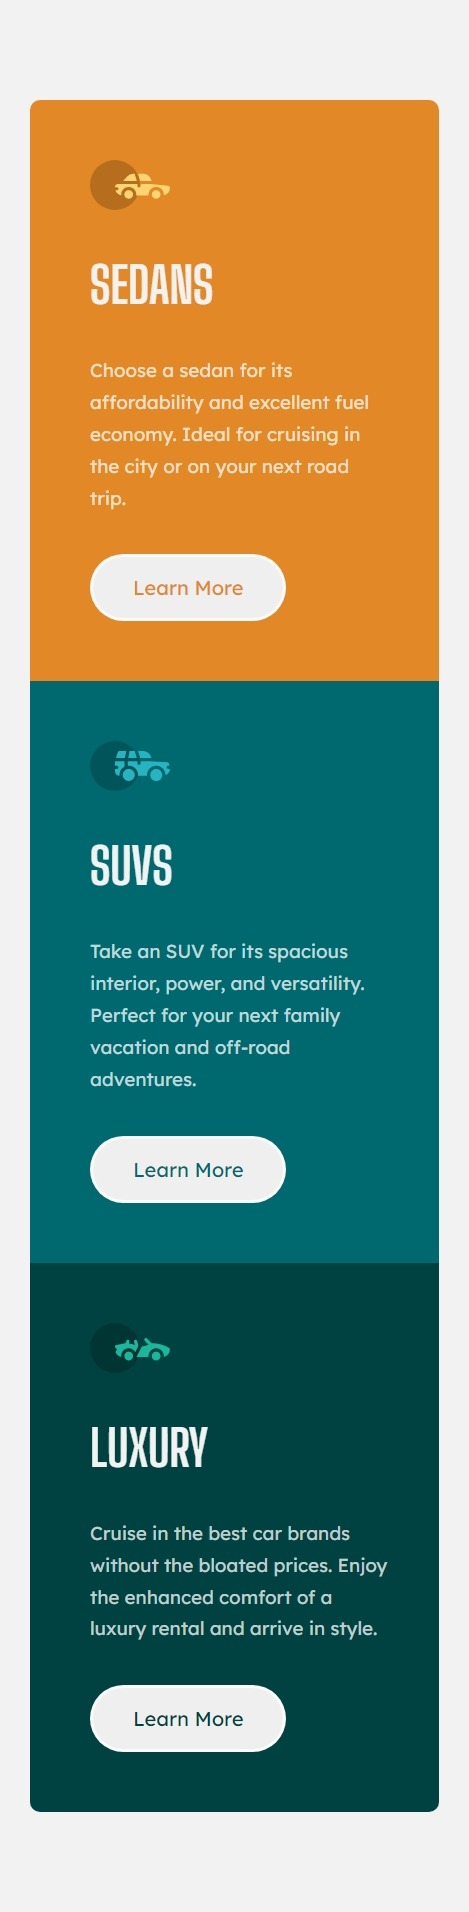 SEDANS
Choose a sedan for its
affordability and excellent fuel
economy. Ideal for cruising in
the city or on your next road
trip.
Learn More
SUVS
Take an SUV for its spacious
interior, power, and versatility.
Perfect for your next family
vacation and off-road
adventures.
Learn More
LUXURY
Cruise in the best car brands
without the bloated prices. Enjoy
the enhanced comfort of a
luxury rental and arrive in style.
Learn More